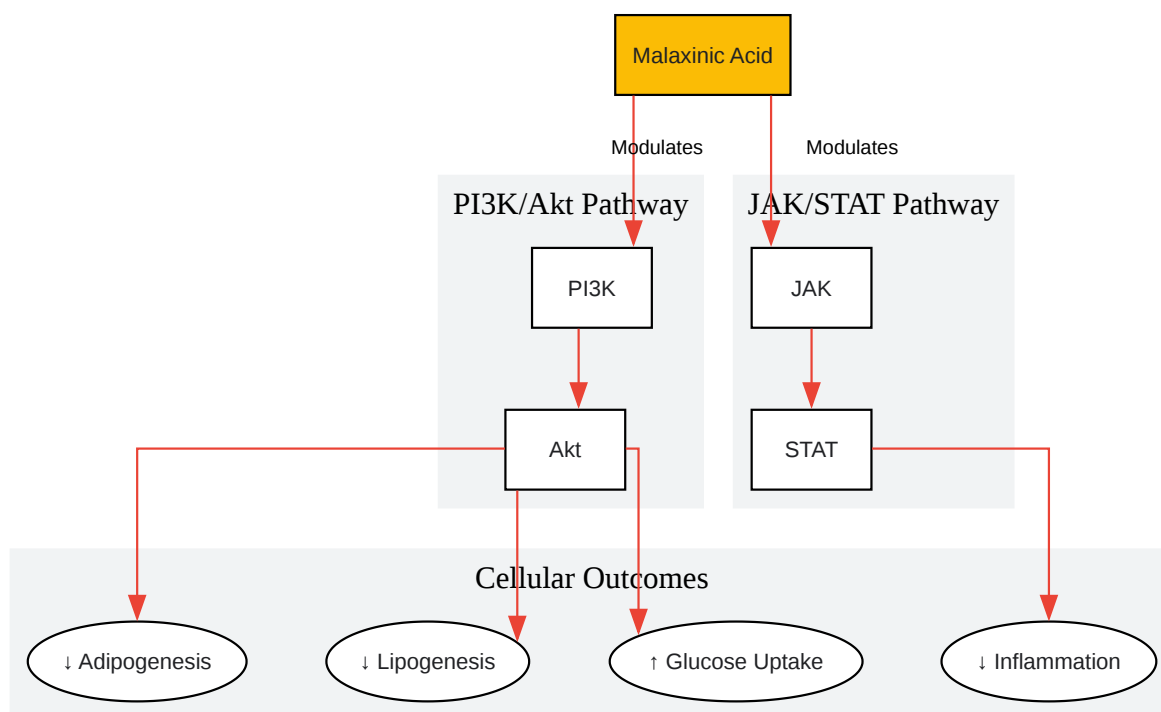 Malaxinic Acid
Modulates
Modulates
PI3K/Akt Pathway
JAK/STAT Pathway
PI3K
JAK
Akt
STAT
Cellular Outcomes
↓ Adipogenesis
↓ Lipogenesis
↑ Glucose Uptake
↓ Inflammation